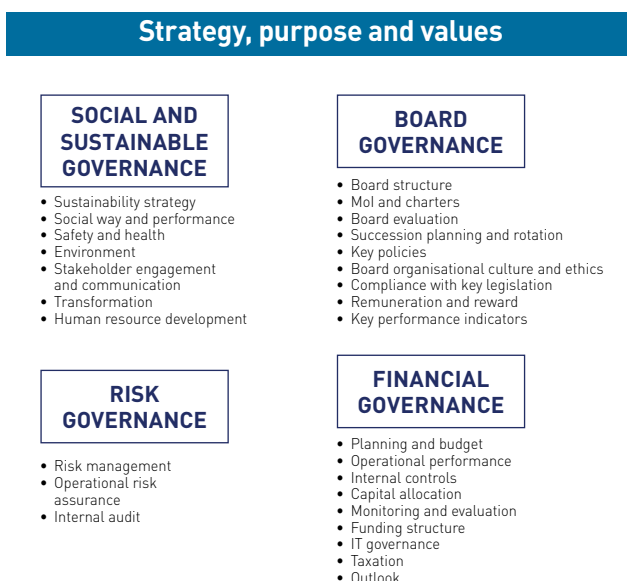 Strategy, purpose and values
SOCIAL AND
SUSTAINABLE
GOVERNANCE
• Sustainability strategy
• Social way and performance
• Safety and health
• Environment
• Stakeholder engagement
and communication
• Transformation
• Human resource development
BOARD
GOVERNANCE
• Board structure
• MoI and charters
• Board evaluation
• Succession planning and rotation
• Key policies
• Board organisational culture and ethics
• Compliance with key legislation
• Remuneration and reward
• Key performance indicators
RISK
GOVERNANCE
• Risk management
• Operational risk
assurance
• Internal audit
FINANCIAL
GOVERNANCE
• Planning and budget
• Operational performance
• Internal controls
• Capital allocation
• Monitoring and evaluation
• Funding structure
• IT governance
• Taxation
• Outlook